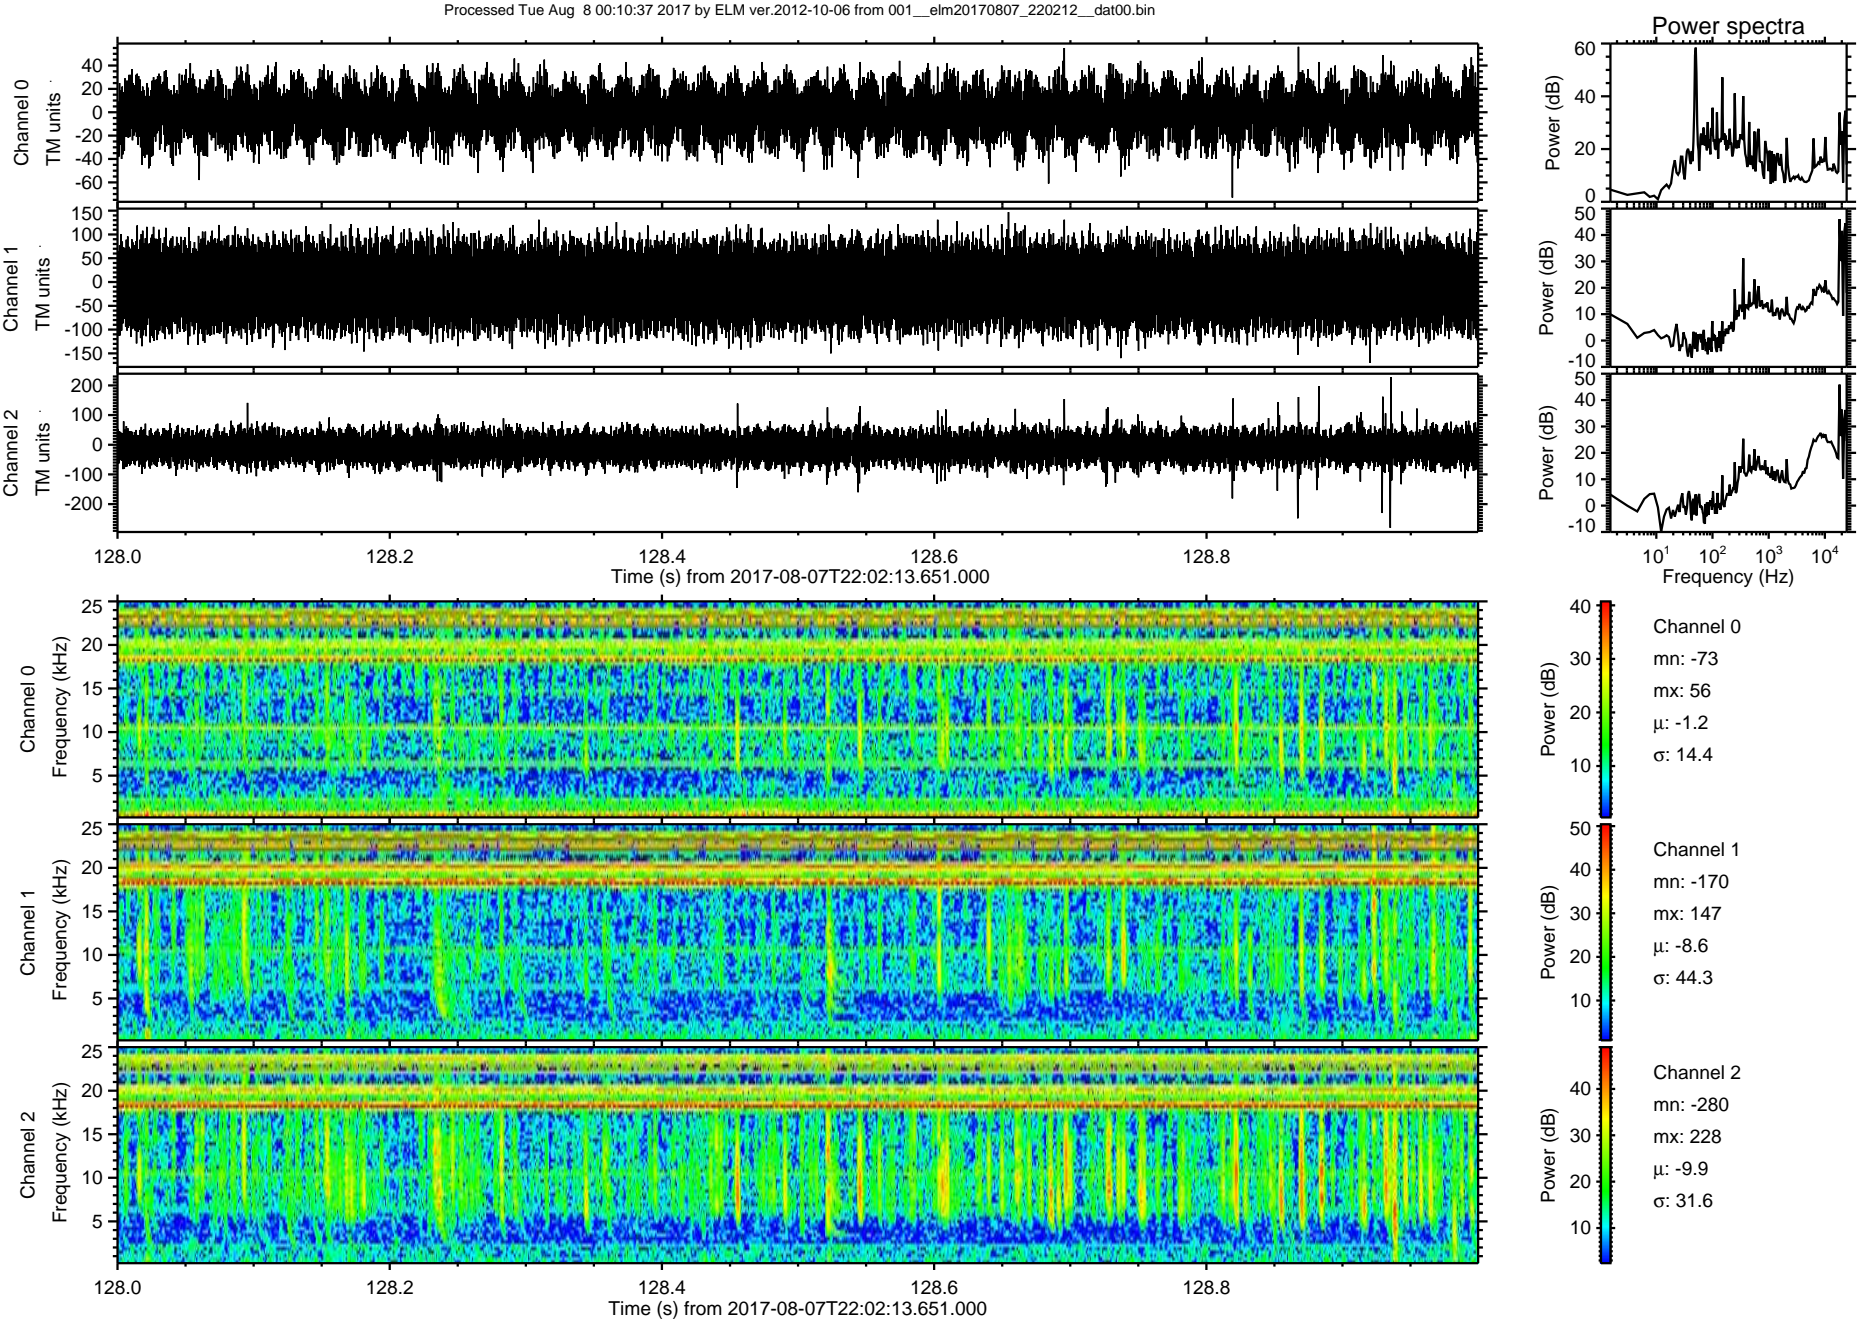 Processed Tue Aug  8 00:10:37 2017 by ELM ver.2012-10-06 from 001__elm20170807_220212__dat00.bin
Power spectra
Channel 0
TM units
40
20
0
-20
-40
-60
Power (dB)
60
40
20
0
Channel 1
TM units
150
100
50
0
-50
-100
-150
Power (dB)
50
40
30
20
10
0
-10
Channel 2
TM units
200
100
0
-100
-200
Power (dB)
50
40
30
20
10
0
-10
128.0 128.2 128.4 128.6 128.8
Time (s) from 2017-08-07T22:02:13.651.000
10¹ 10² 10³ 10⁴
Frequency (Hz)
Channel 0
Frequency (kHz)
25
20
15
10
5
Power (dB)
40
30
20
10
Channel 0
mn: -73
mx: 56
μ: -1.2
σ: 14.4
Channel 1
Frequency (kHz)
25
20
15
10
5
Power (dB)
50
40
30
20
10
Channel 1
mn: -170
mx: 147
μ: -8.6
σ: 44.3
Channel 2
Frequency (kHz)
25
20
15
10
5
Power (dB)
40
30
20
10
Channel 2
mn: -280
mx: 228
μ: -9.9
σ: 31.6
128.0 128.2 128.4 128.6 128.8
Time (s) from 2017-08-07T22:02:13.651.000